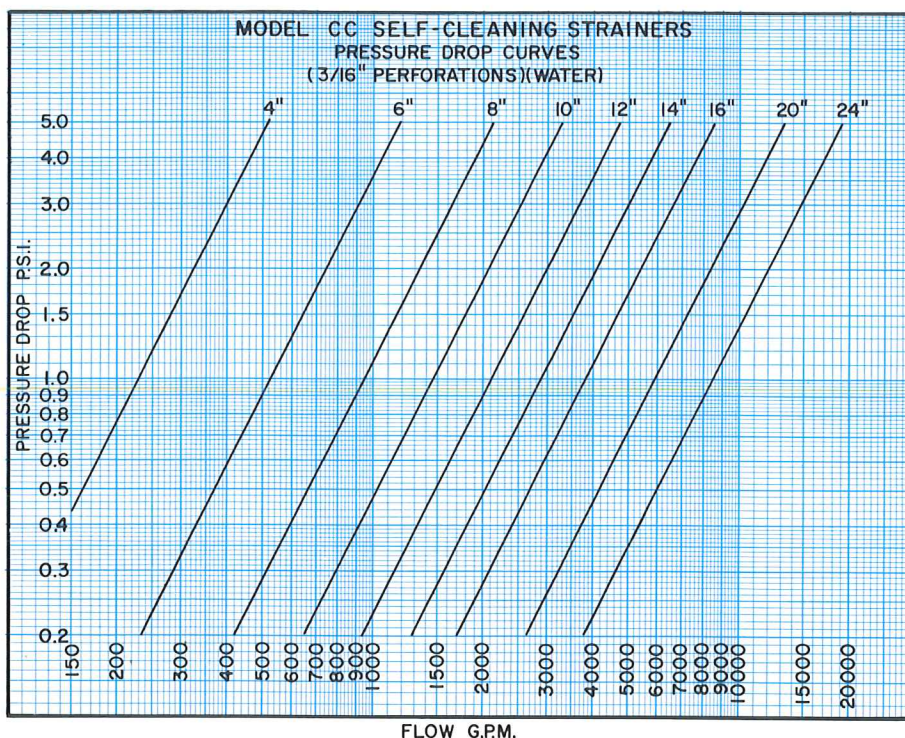 MODEL CC SELF-CLEANING STRAINERS
PRESSURE DROP CURVES
(3/16" PERFORATIONS)(WATER)
4" 6" 8" 10" 12" 14" 16" 20" 24"
PRESSURE DROP P.S.I.
5.0
4.0
3.0
2.0
1.5
1.0
0.9
0.8
0.7
0.6
0.5
0.4
0.3
0.2
150 200 300 400 500 600 700 800 900 1000 1500 2000 3000 4000 5000 6000 7000 8000 9000 10000 15000 20000
FLOW G.P.M.